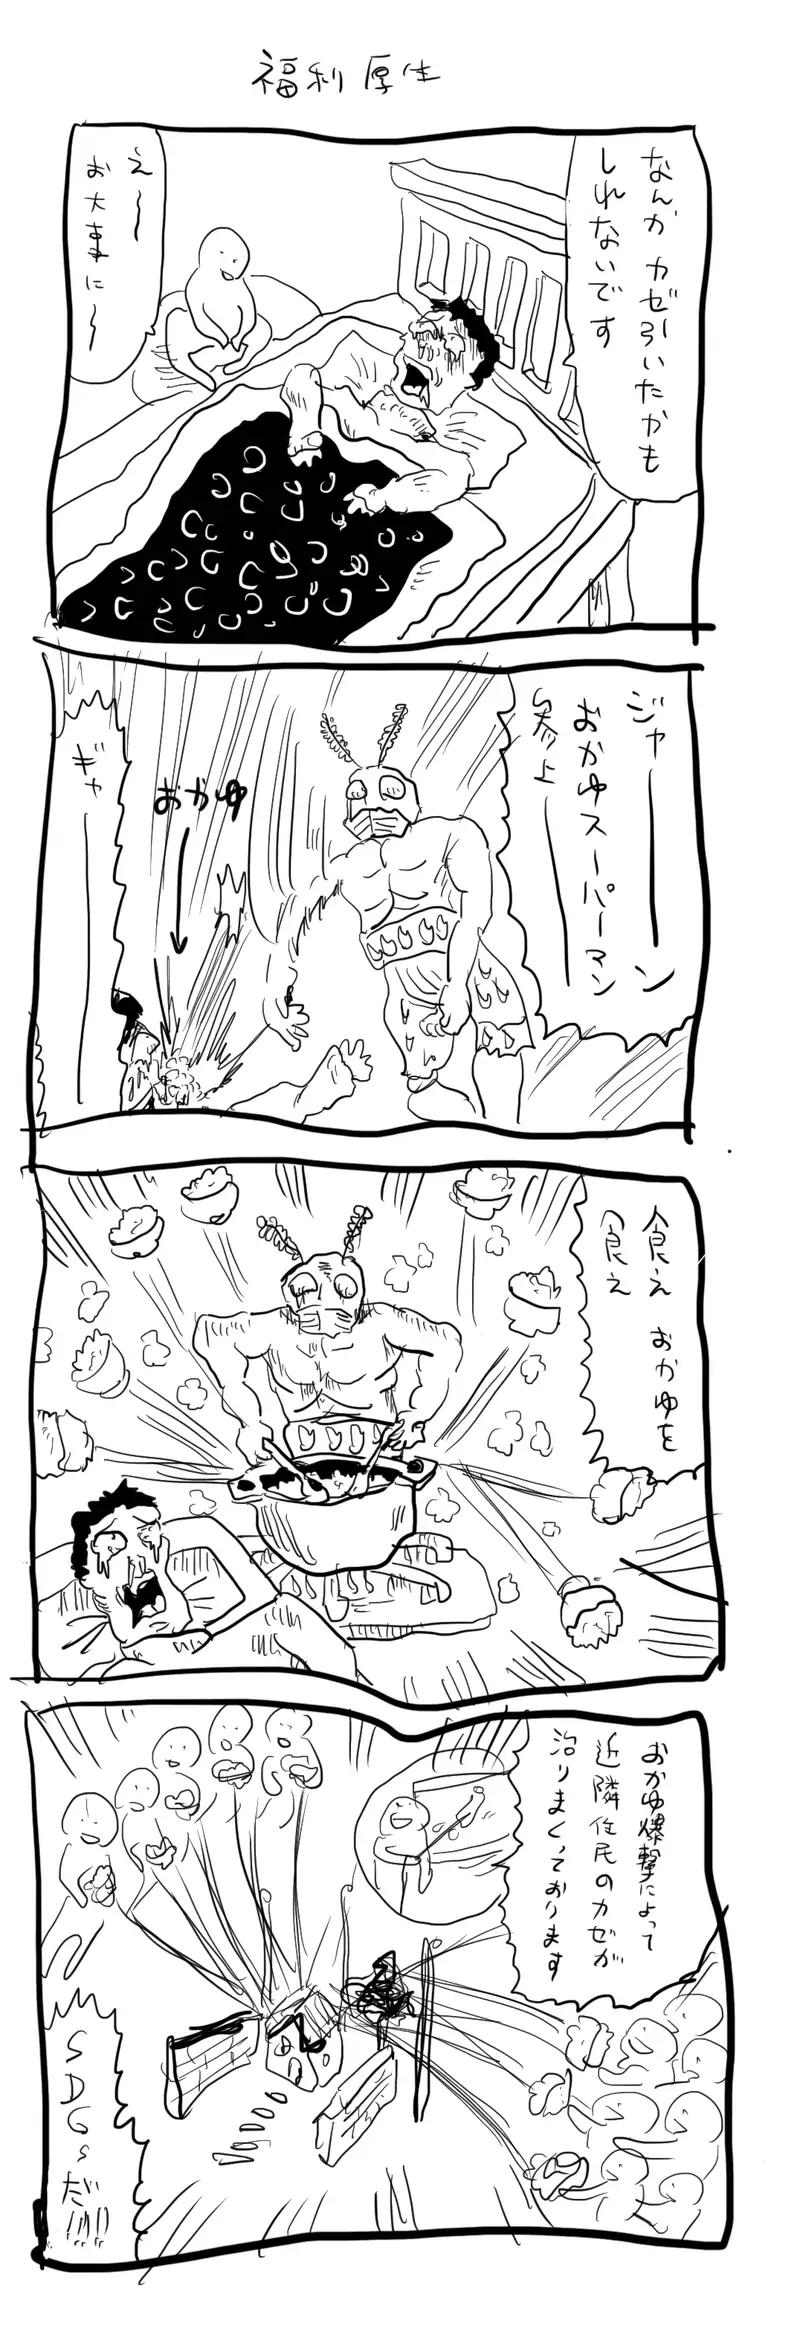 福利厚生
なんか カゼ引いたかも
しれないです
え〜
お大事に〜
ジャーーン
おかゆスーパーマン
参上ー
おかゆ
ギャー
食え おかゆを
食え
おかゆ爆撃によって
近隣住民のカゼが
治りまくっております
SDGsだ!!!!